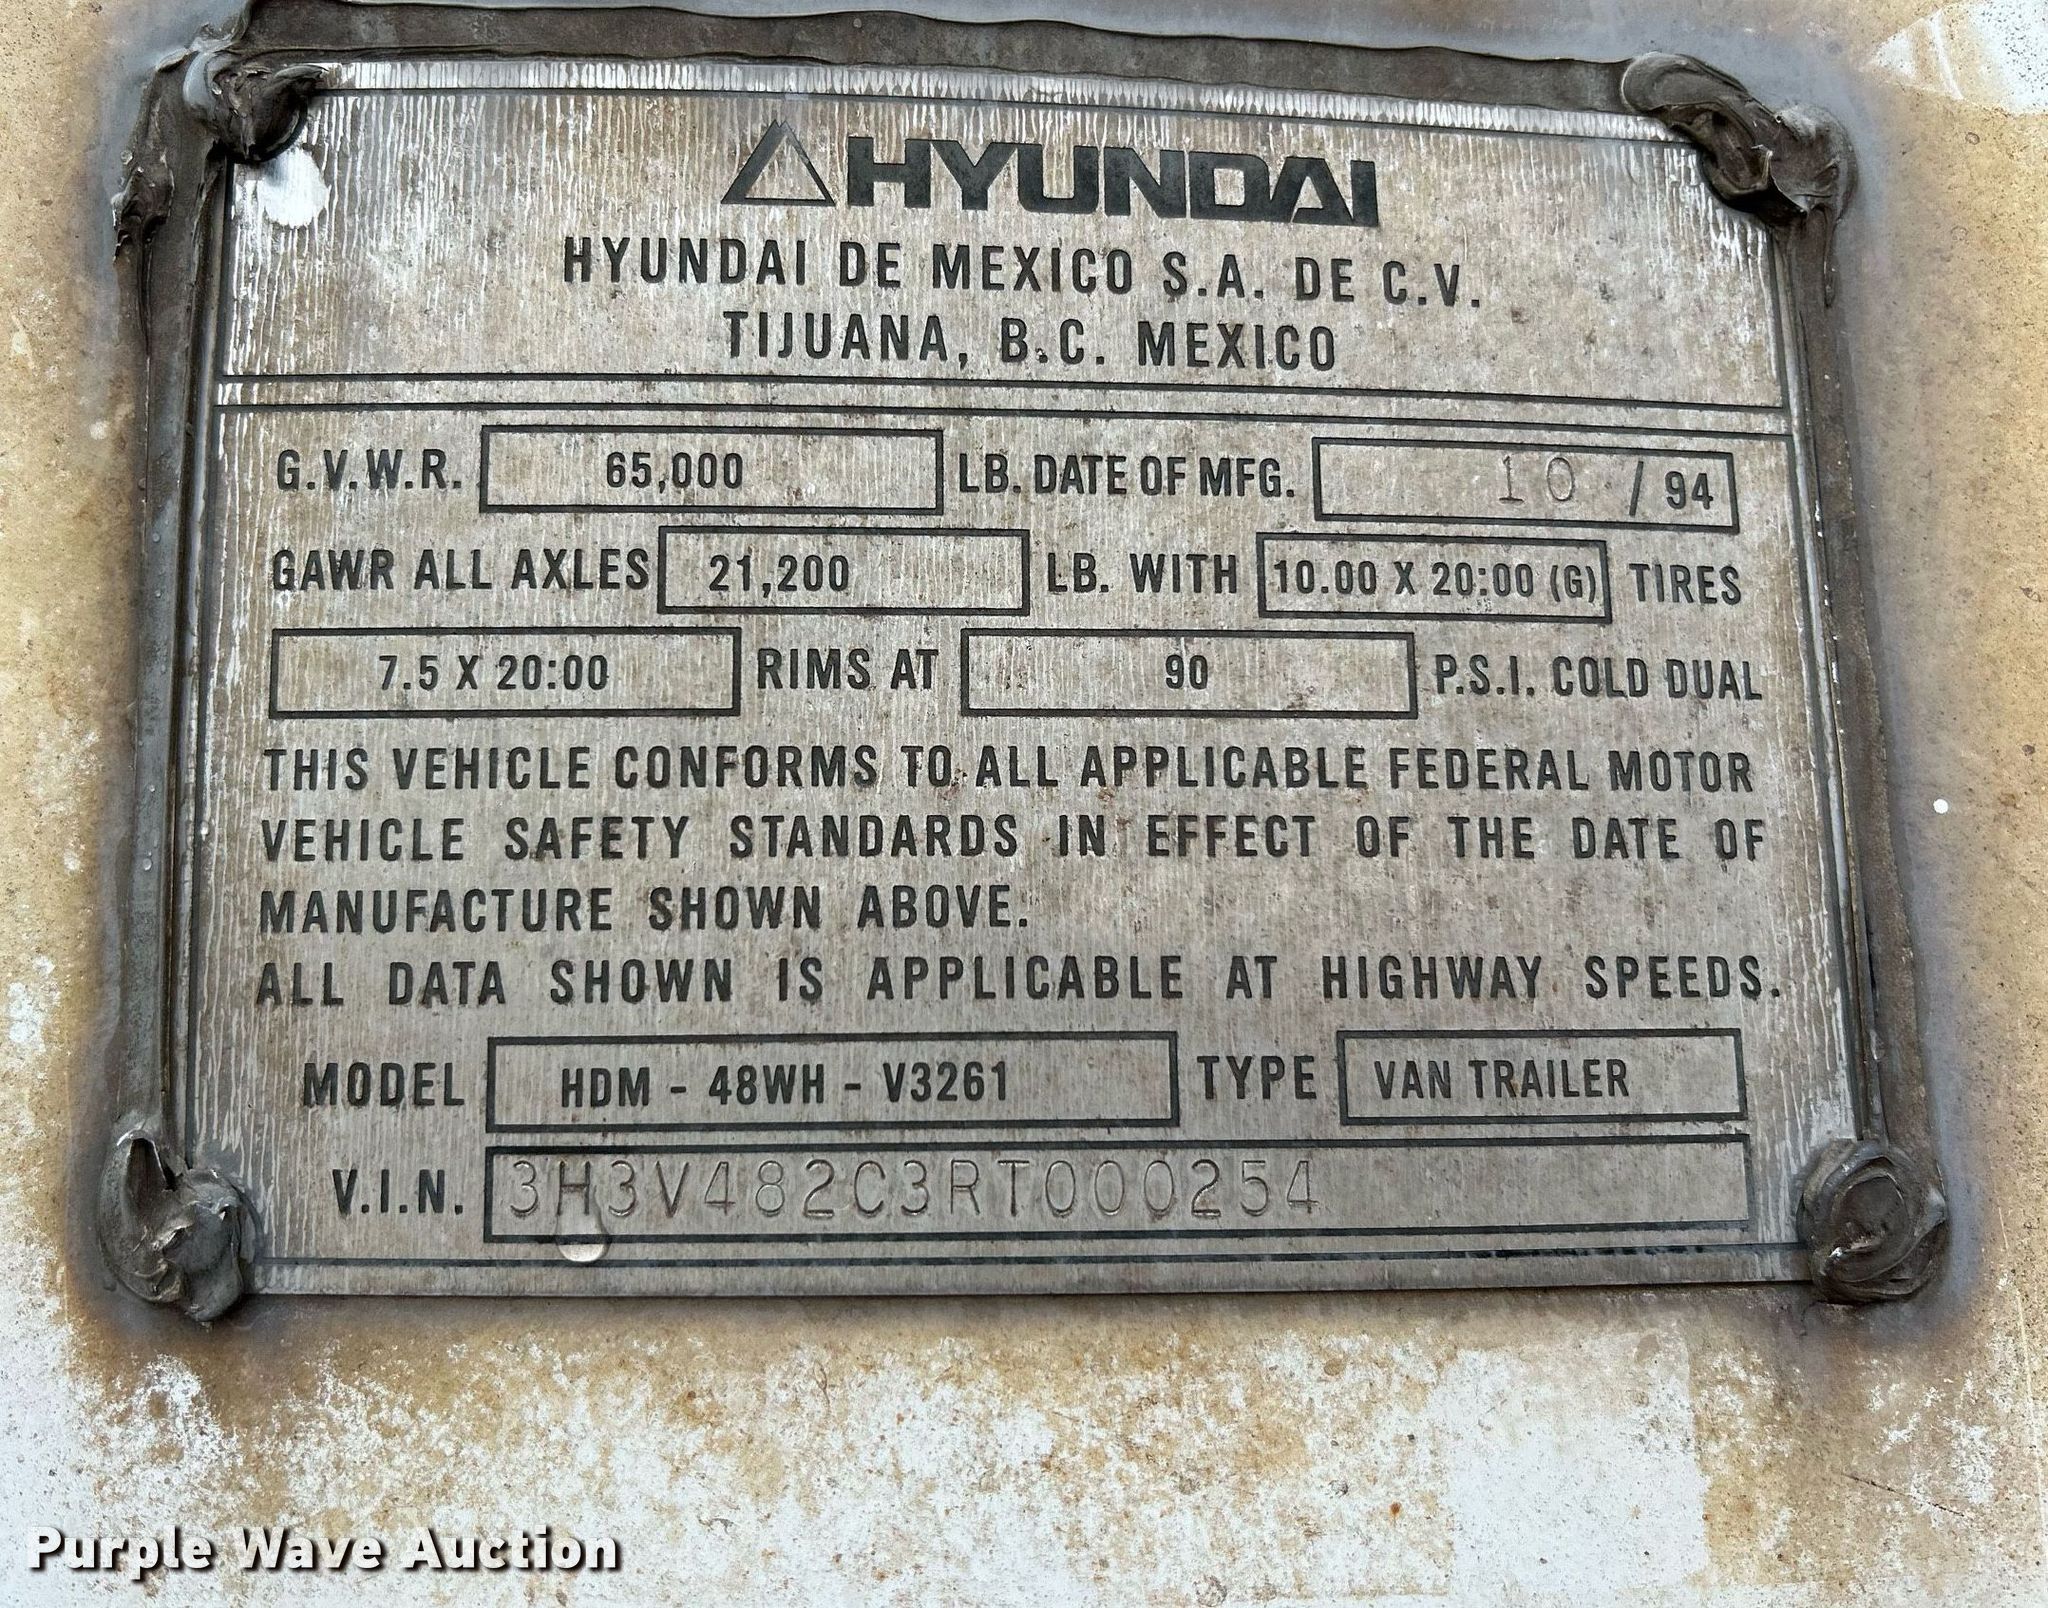 HYUNDAI
HYUNDAI DE MEXICO S.A. DE C.V.
TIJUANA, B.C. MEXICO
G.V.W.R. 65,000 LB. DATE OF MFG. 10 / 94
GAWR ALL AXLES 21,200 LB. WITH 10.00 X 20:00 (G) TIRES
7.5 X 20:00 RIMS AT 90 P.S.I. COLD DUAL
THIS VEHICLE CONFORMS TO ALL APPLICABLE FEDERAL MOTOR
VEHICLE SAFETY STANDARDS IN EFFECT OF THE DATE OF
MANUFACTURE SHOWN ABOVE.
ALL DATA SHOWN IS APPLICABLE AT HIGHWAY SPEEDS.
MODEL HDM - 48WH - V3261 TYPE VAN TRAILER
V.I.N. 3H3V482C3RT000254
Purple Wave Auction